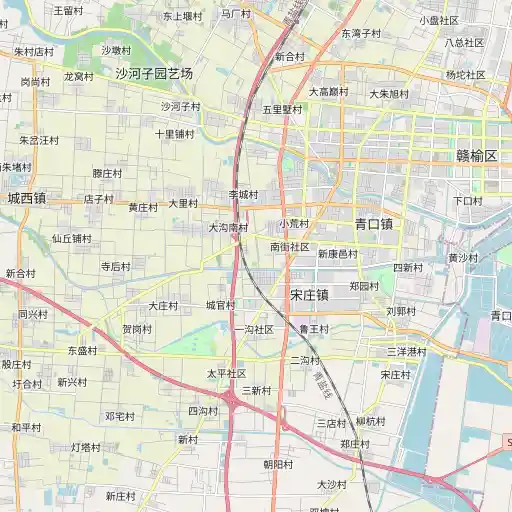 王留村
东上堰村
马厂村
小盘社区
东湾子村
八总社区
朱村店村
沙墩村
新合村
龙窝村
沙河子园艺场
杨坨社区
岗尚村
大高巅村
大朱旭村
沙河子村
五里墅村
十里铺村
朱岔汪村
赣榆区
朱堵村
滕庄村
城西镇
店子村
李城村
大里村
下口村
黄庄村
大沟南村
小荒村
青口镇
仙丘铺村
南街社区
新康邑村
黄沙村
寺后村
四新村
新合村
郑园村
宋庄镇
大庄村
城官村
刘郭村
同兴村
青口
贺岗村
一沟社区
鲁王村
东盛村
三洋港村
殷庄村
二沟村
太平社区
宋庄村
新兴村
圩合村
三新村
青盐线
四沟村
邓宅村
三店村
柳杭村
和平村
新村
郑庄村
灯塔村
朝阳村
S
大沙村
新庄村